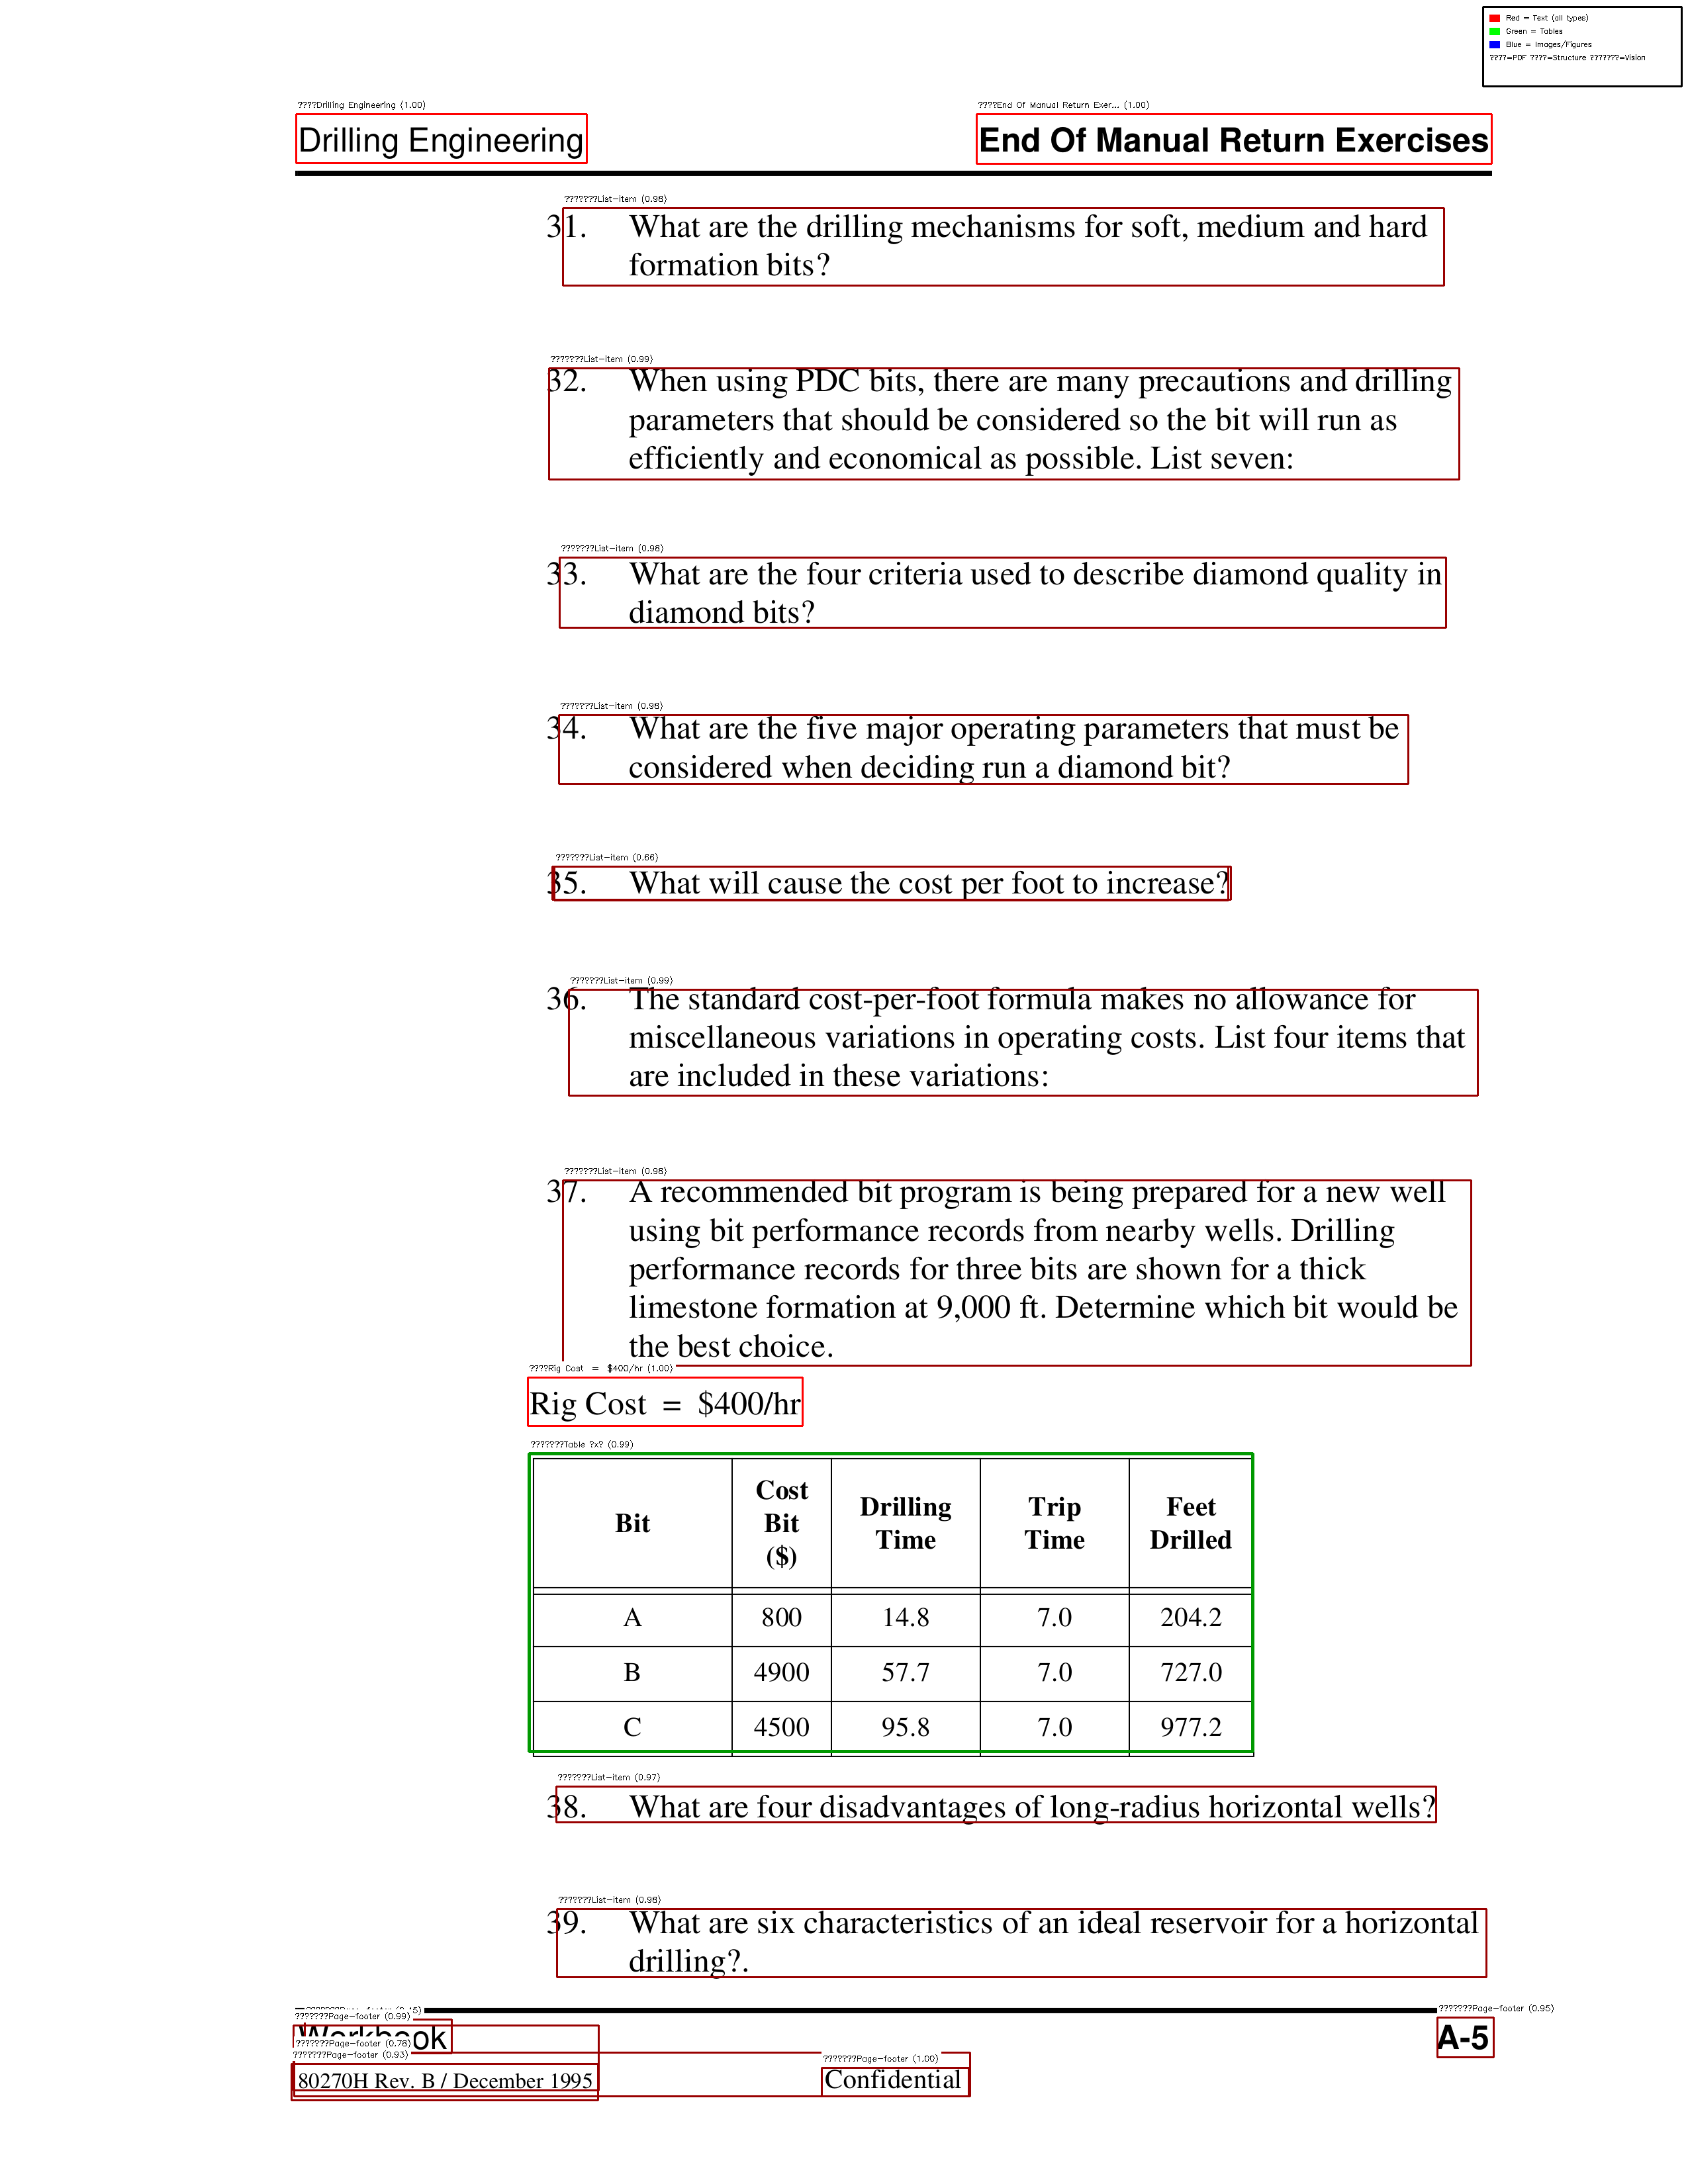 Red = Text (all types)
Green = Tables
Blue = Images/Figures
????=PDF ????=Structure ???????=Vision
????Drilling Engineering (1.00)
????End Of Manual Return Exer... (1.00)
Drilling Engineering
End Of Manual Return Exercises
???????List-item (0.98)
31. What are the drilling mechanisms for soft, medium and hard
formation bits?
???????List-item (0.99)
32. When using PDC bits, there are many precautions and drilling
parameters that should be considered so the bit will run as
efficiently and economical as possible. List seven:
???????List-item (0.98)
33. What are the four criteria used to describe diamond quality in
diamond bits?
???????List-item (0.98)
34. What are the five major operating parameters that must be
considered when deciding run a diamond bit?
???????List-item (0.66)
35. What will cause the cost per foot to increase?
???????List-item (0.99)
36. The standard cost-per-foot formula makes no allowance for
miscellaneous variations in operating costs. List four items that
are included in these variations:
???????List-item (0.98)
37. A recommended bit program is being prepared for a new well
using bit performance records from nearby wells. Drilling
performance records for three bits are shown for a thick
limestone formation at 9,000 ft. Determine which bit would be
the best choice.
????Rig Cost = $400/hr (1.00)
Rig Cost = $400/hr
???????Table ?x? (0.99)
Bit Cost Bit ($) Drilling Time Trip Time Feet Drilled
A 800 14.8 7.0 204.2
B 4900 57.7 7.0 727.0
C 4500 95.8 7.0 977.2
???????List-item (0.97)
38. What are four disadvantages of long-radius horizontal wells?
???????List-item (0.98)
39. What are six characteristics of an ideal reservoir for a horizontal
drilling?.
???????Page-footer (0.95)
???????Page-footer (0.99)
Workbook
A-5
???????Page-footer (0.78)
???????Page-footer (0.93)
???????Page-footer (1.00)
80270H Rev. B / December 1995
Confidential